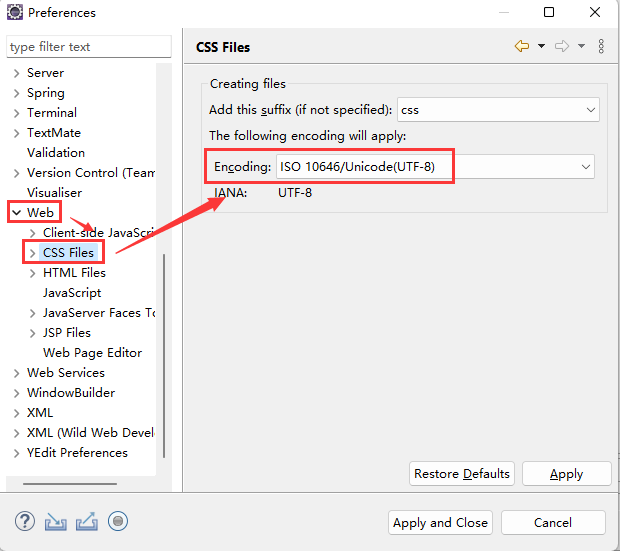 Preferences
type filter text
Server
Spring
Terminal
TextMate
Validation
Version Control (Team
Visualiser
Web
Client-side JavaScri
CSS Files
HTML Files
JavaScript
JavaServer Faces To
JSP Files
Web Page Editor
Web Services
WindowBuilder
XML
XML (Wild Web Devel
YEdit Preferences
CSS Files
Creating files
Add this suffix (if not specified): css
The following encoding will apply:
Encoding: ISO 10646/Unicode(UTF-8)
IANA: UTF-8
Restore Defaults
Apply
Apply and Close
Cancel